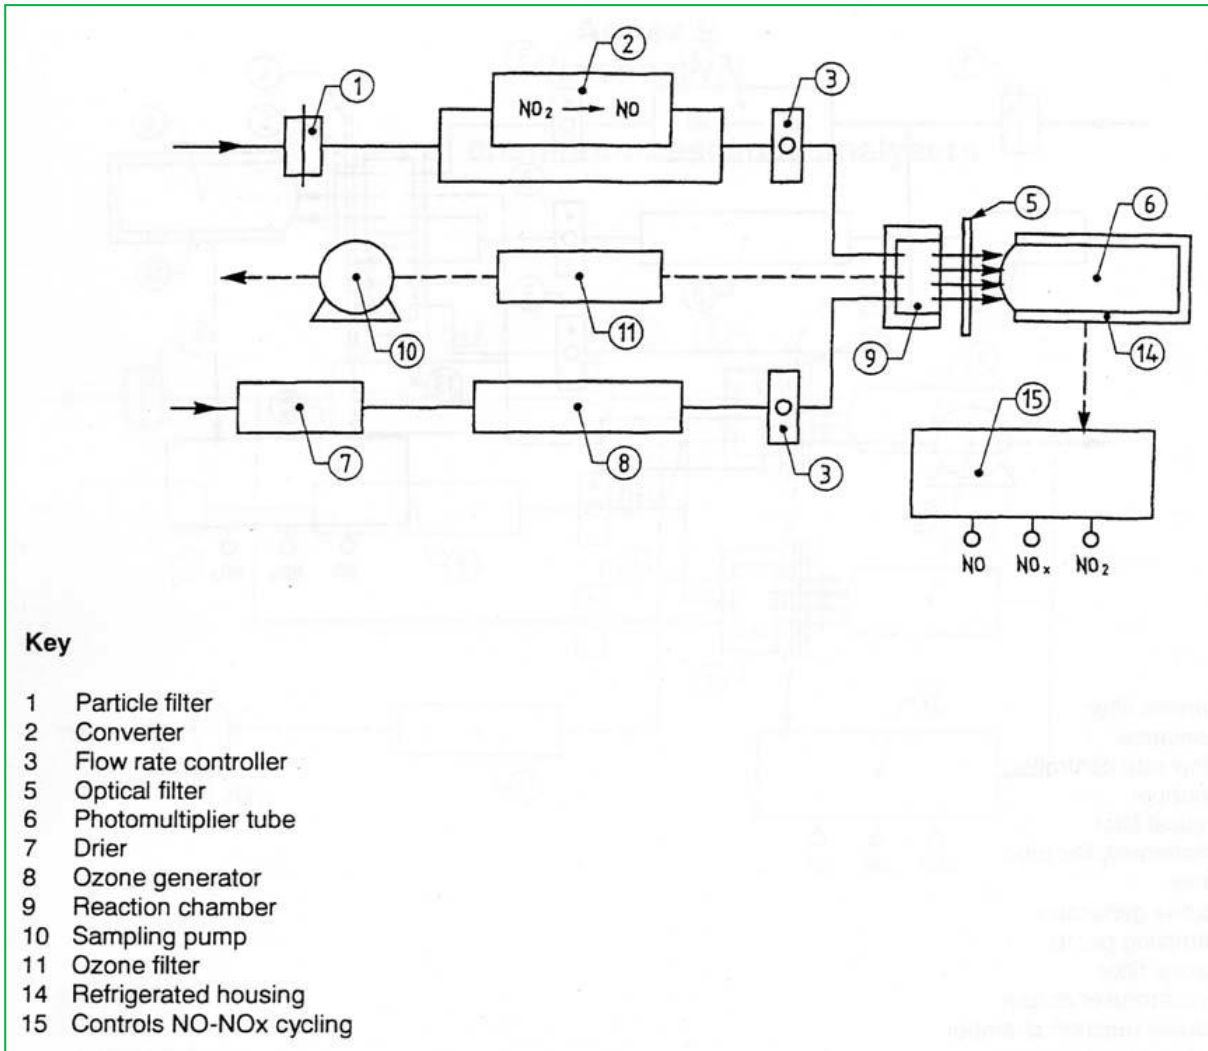 2
3
1
NO2 → NO
5
6
11
10
9
14
15
7
8
3
NO NOx NO2
Key
1 Particle filter
2 Converter
3 Flow rate controller
5 Optical filter
6 Photomultiplier tube
7 Drier
8 Ozone generator
9 Reaction chamber
10 Sampling pump
11 Ozone filter
14 Refrigerated housing
15 Controls NO-NOx cycling